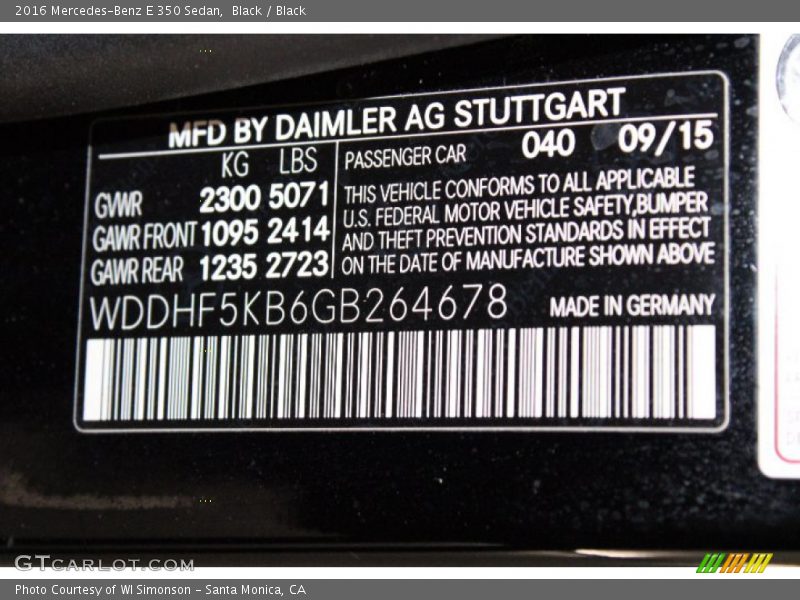 2016 Mercedes-Benz E 350 Sedan, Black / Black
MFD BY DAIMLER AG STUTTGART
KG LBS
GVWR 2300 5071
GAWR FRONT 1095 2414
GAWR REAR 1235 2723
PASSENGER CAR 040 09/15
THIS VEHICLE CONFORMS TO ALL APPLICABLE
U.S. FEDERAL MOTOR VEHICLE SAFETY,BUMPER
AND THEFT PREVENTION STANDARDS IN EFFECT
ON THE DATE OF MANUFACTURE SHOWN ABOVE
WDDHF5KB6GB264678 MADE IN GERMANY
GTCARLOT.COM
Photo Courtesy of WI Simonson - Santa Monica, CA